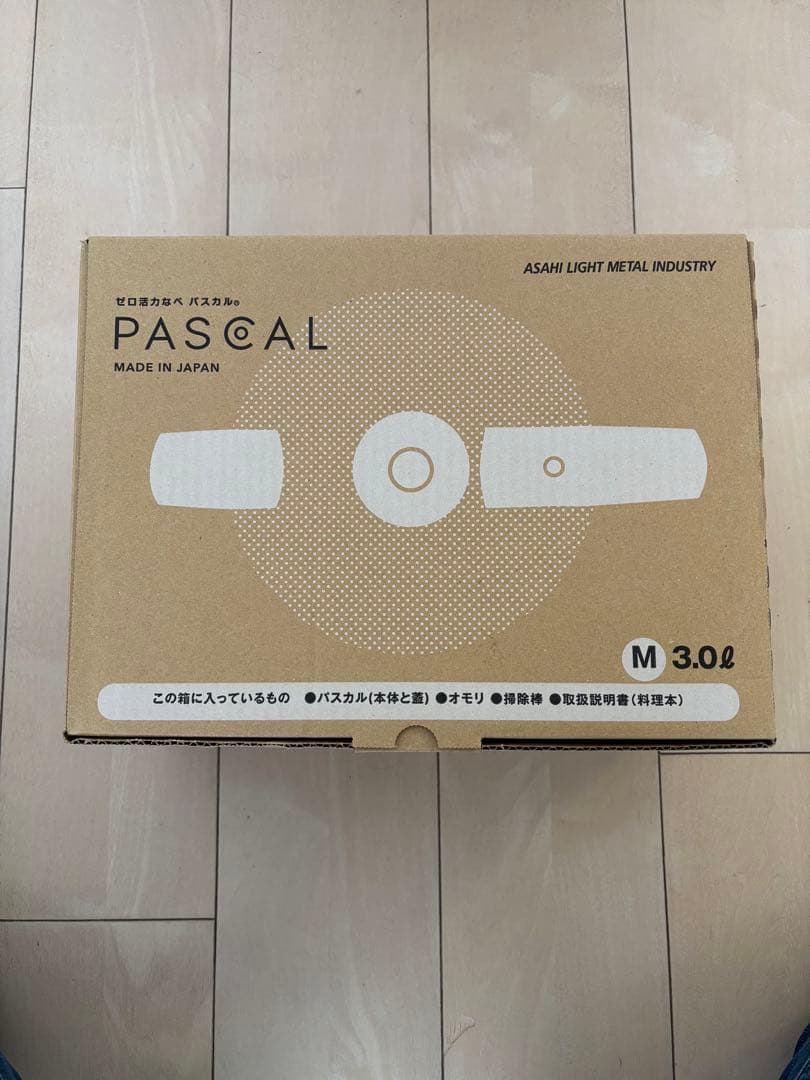 ASAHI LIGHT METAL INDUSTRY
ゼロ活力なべ パスカル®
PASCAL
MADE IN JAPAN
M 3.0ℓ
この箱に入っているもの ●パスカル(本体と蓋) ●オモリ ●掃除棒 ●取扱説明書(料理本)